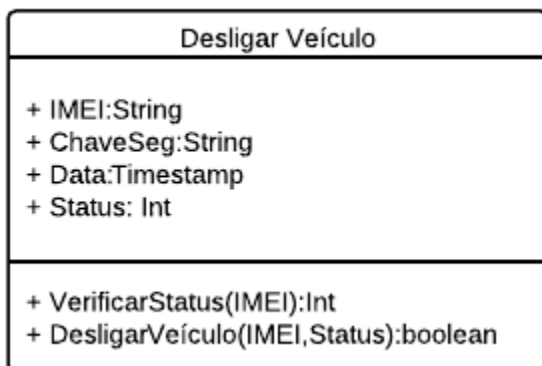 Desligar Veículo
+ IMEI:String
+ ChaveSeg:String
+ Data:Timestamp
+ Status: Int
+ VerificarStatus(IMEI):Int
+ DesligarVeículo(IMEI,Status):boolean